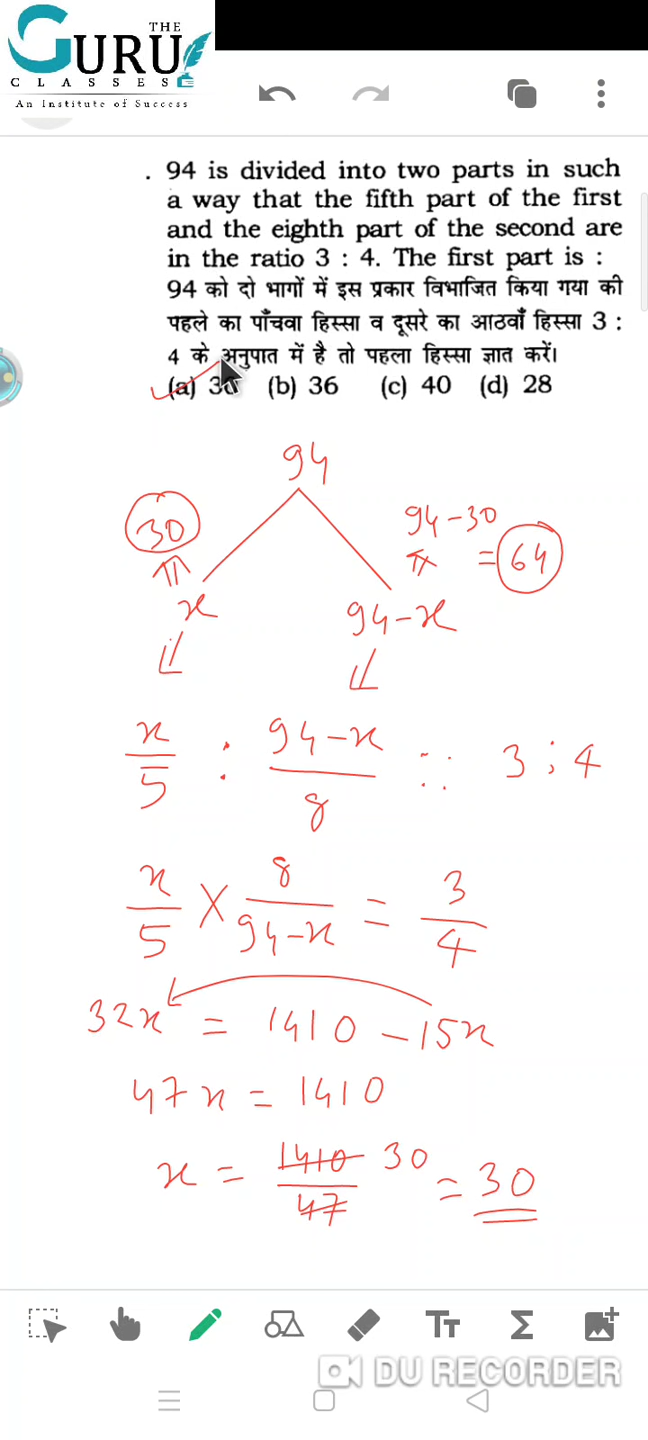 THE
GURU
CLASSES
An Institute of Success
. 94 is divided into two parts in such
a way that the fifth part of the first
and the eighth part of the second are
in the ratio 3 : 4. The first part is :
94 को दो भागों में इस प्रकार विभाजित किया गया की
पहले का पाँचवा हिस्सा व दूसरे का आठवाँ हिस्सा 3 :
4 के अनुपात में है तो पहला हिस्सा ज्ञात करें।
(a) 30 (b) 36 (c) 40 (d) 28
94
30 94-30
= 64
x 94-x
x/5 : 94-x/8 :: 3 : 4
x/5 × 8/94-x = 3/4
32x = 1410 -15x
47x = 1410
x = 1410/47 30 = 30
Tт Σ
DU RECORDER